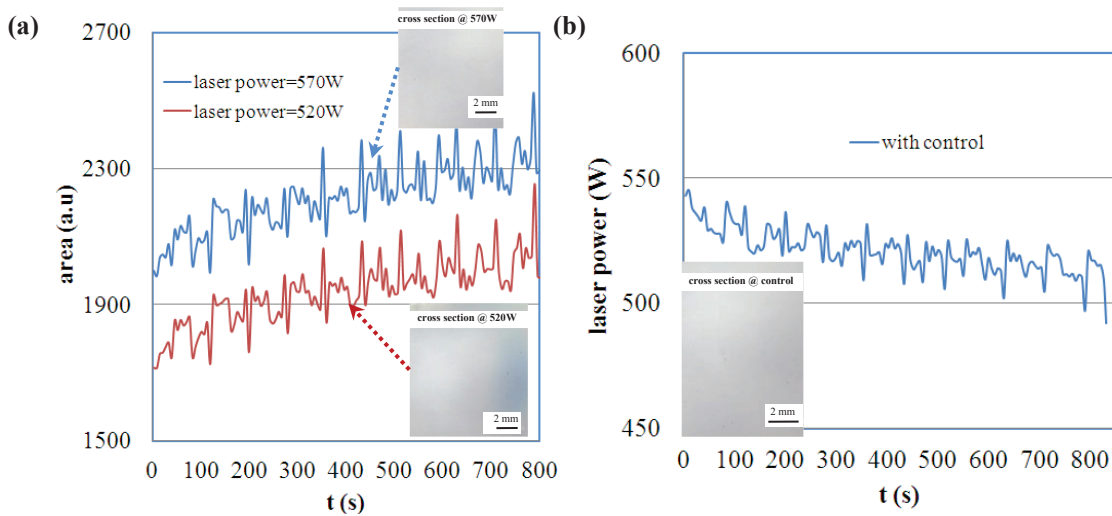 (a)
2700
2300
1900
1500
area (a.u)
laser power=570W
laser power=520W
cross section @ 570W
2 mm
cross section @ 520W
2 mm
0 100 200 300 400 500 600 700 800
t (s)
(b)
600
550
500
450
laser power (W)
with control
cross section @ control
2 mm
0 100 200 300 400 500 600 700 800
t (s)